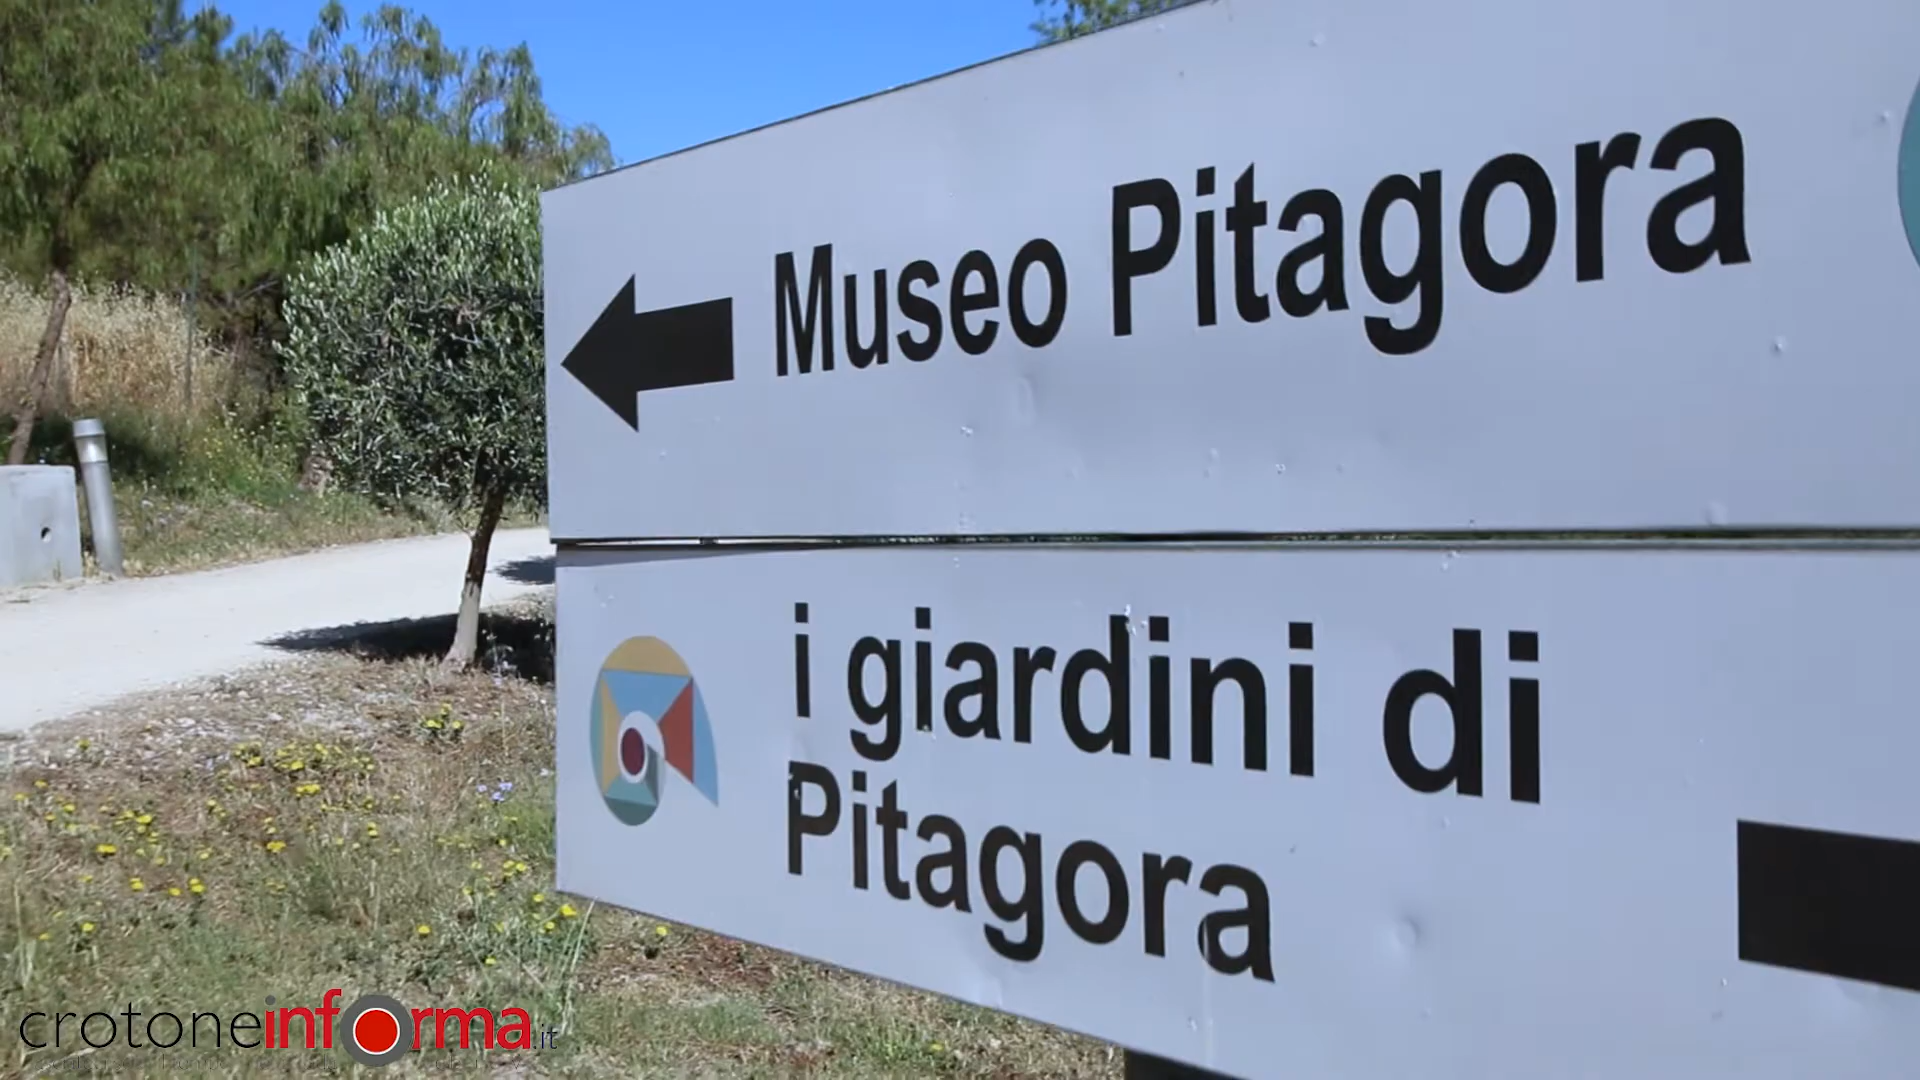 Museo Pitagora
i giardini di
Pitagora
crotoneinforma.it